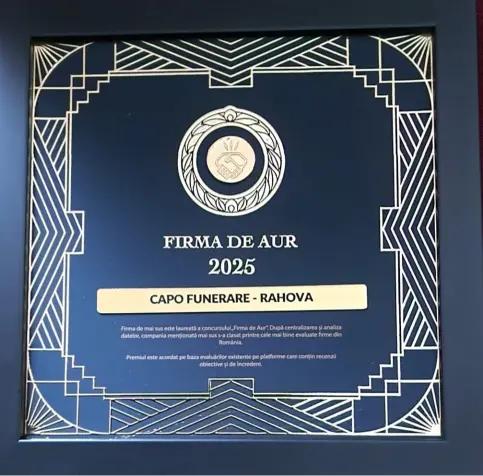 FIRMA DE AUR
2025
CAPO FUNERARE - RAHOVA
Firma de mai sus este laureată a concursului „Firma de Aur”. După centralizarea și analiza
datelor, compania menționată mai sus s-a clasat printre cele mai bine evaluate firme din
România.
Premiul este acordat pe baza evaluărilor existente pe platforme care conțin recenzii
obiective și de încredere.